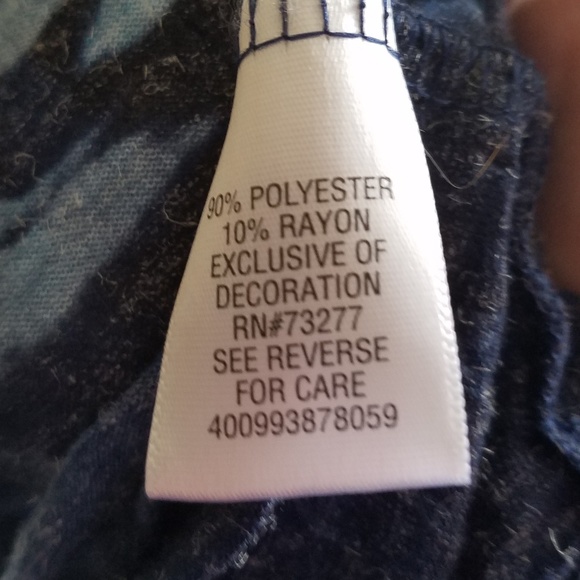 90% POLYESTER
10% RAYON
EXCLUSIVE OF
DECORATION
RN#73277
SEE REVERSE
FOR CARE
400993878059